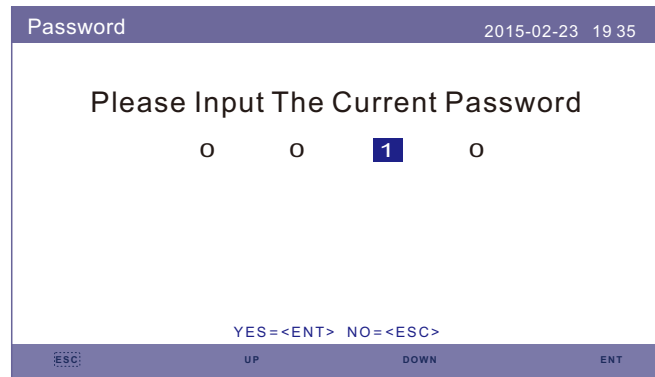 Password 2015-02-23 19 35
Please Input The Current Password
0 0 1 0
YES=<ENT> NO=<ESC>
ESC UP DOWN ENT